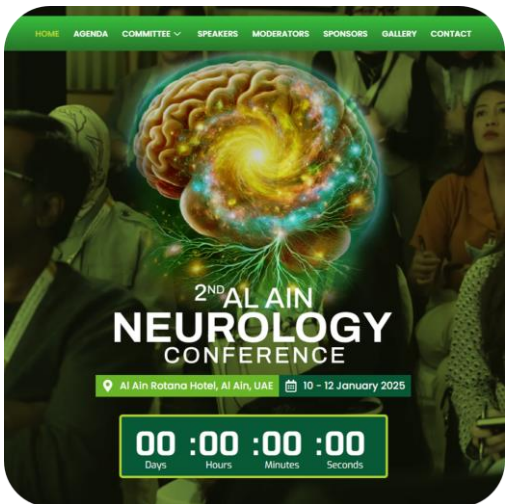 HOME AGENDA COMMITTEE SPEAKERS MODERATORS SPONSORS GALLERY CONTACT
2ND AL AIN
NEUROLOGY
CONFERENCE
Al Ain Rotana Hotel, Al Ain, UAE 10 - 12 January 2025
00 :00 :00 :00
Days Hours Minutes Seconds